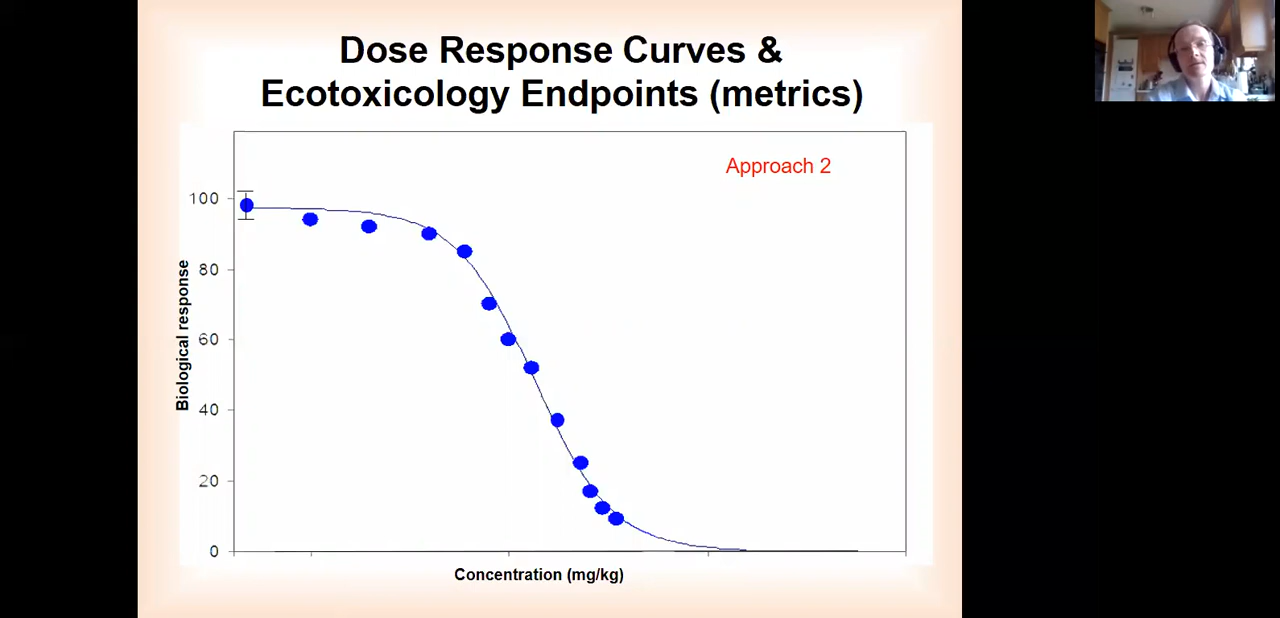 Dose Response Curves &
Ecotoxicology Endpoints (metrics)
Approach 2
100
80
60
40
20
0
Biological response
Concentration (mg/kg)